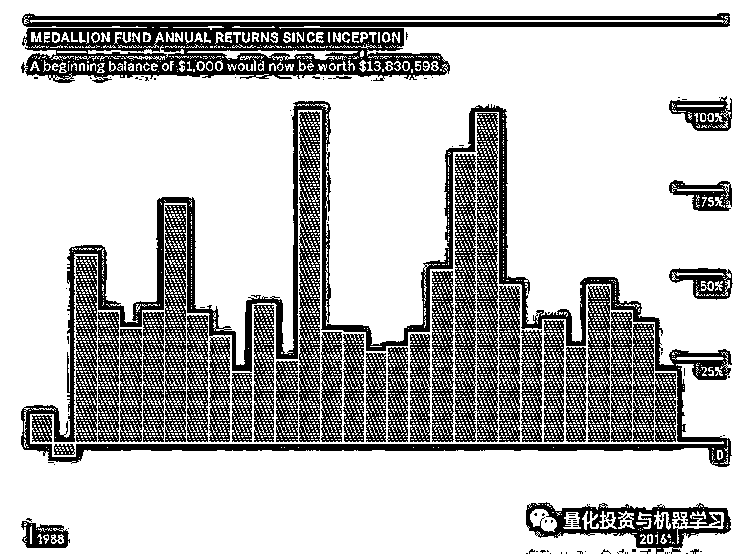 MEDALLION FUND ANNUAL RETURNS SINCE INCEPTION
A beginning balance of $1,000 would now be worth $13,830,598.
100%
75%
50%
25%
0
量化投资与机器学习
1988
2016